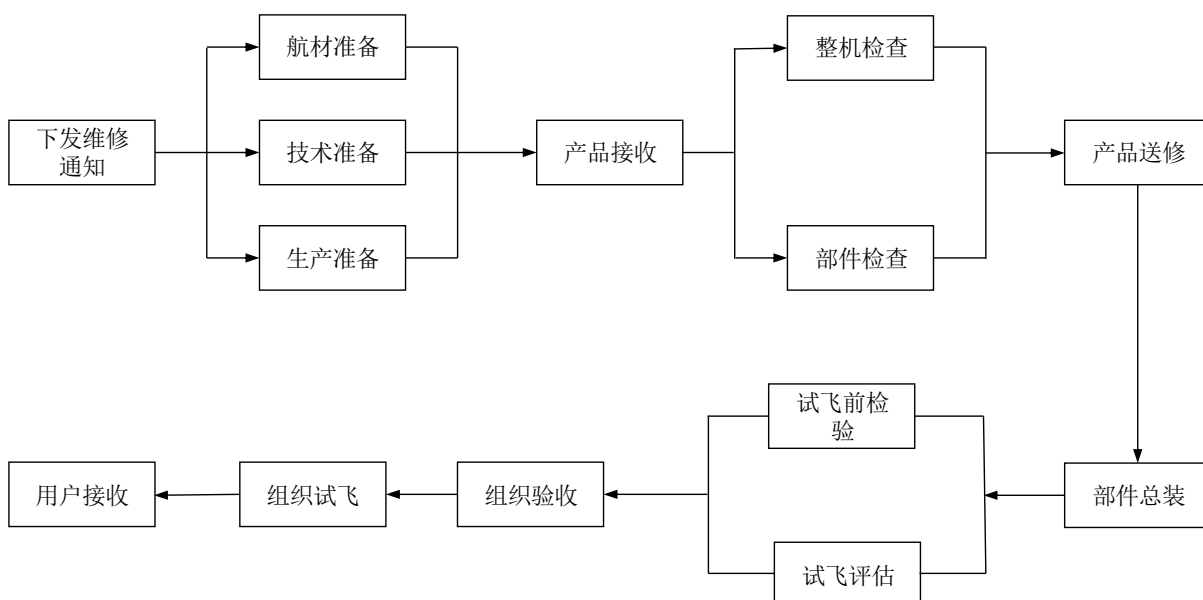 下发维修
通知
航材准备
技术准备
生产准备
产品接收
整机检查
部件检查
产品送修
部件总装
试飞前检
验
试飞评估
组织验收
组织试飞
用户接收